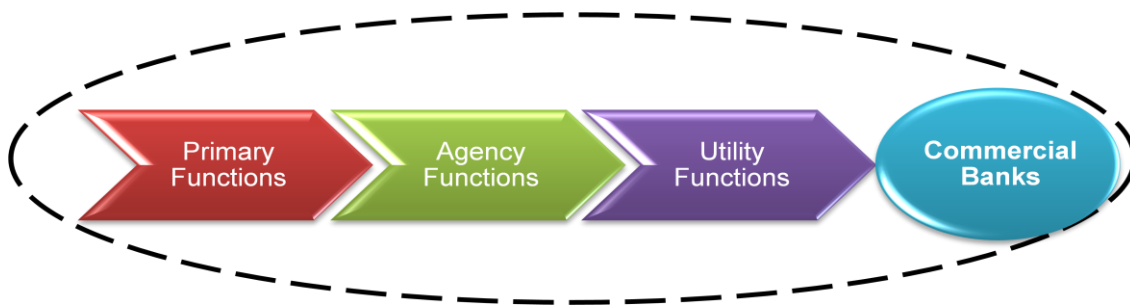 Primary
Functions
Agency
Functions
Utility
Functions
Commercial
Banks